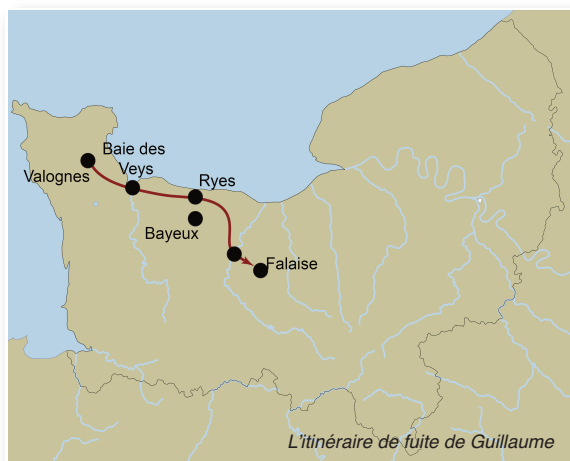 Baie des
Veys
Valognes
Ryes
Bayeux
Falaise
L'itinéraire de fuite de Guillaume